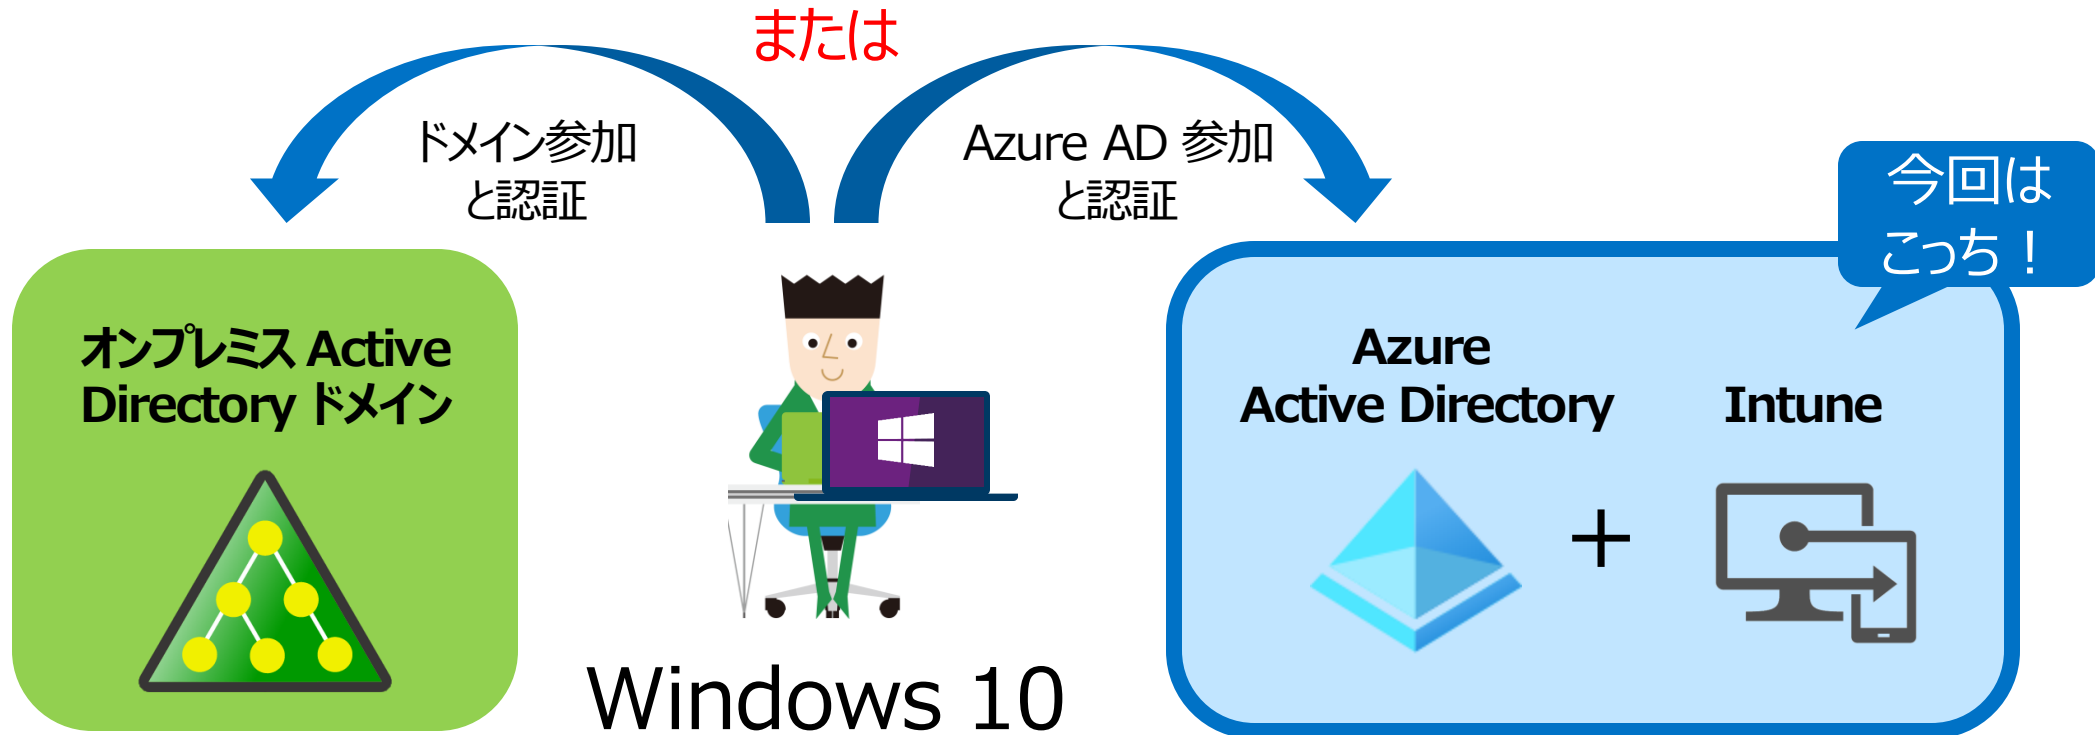 または
ドメイン参加
と認証
Azure AD 参加
と認証
今回は
こっち！
オンプレミス Active
Directory ドメイン
Azure
Active Directory
Intune
+
Windows 10